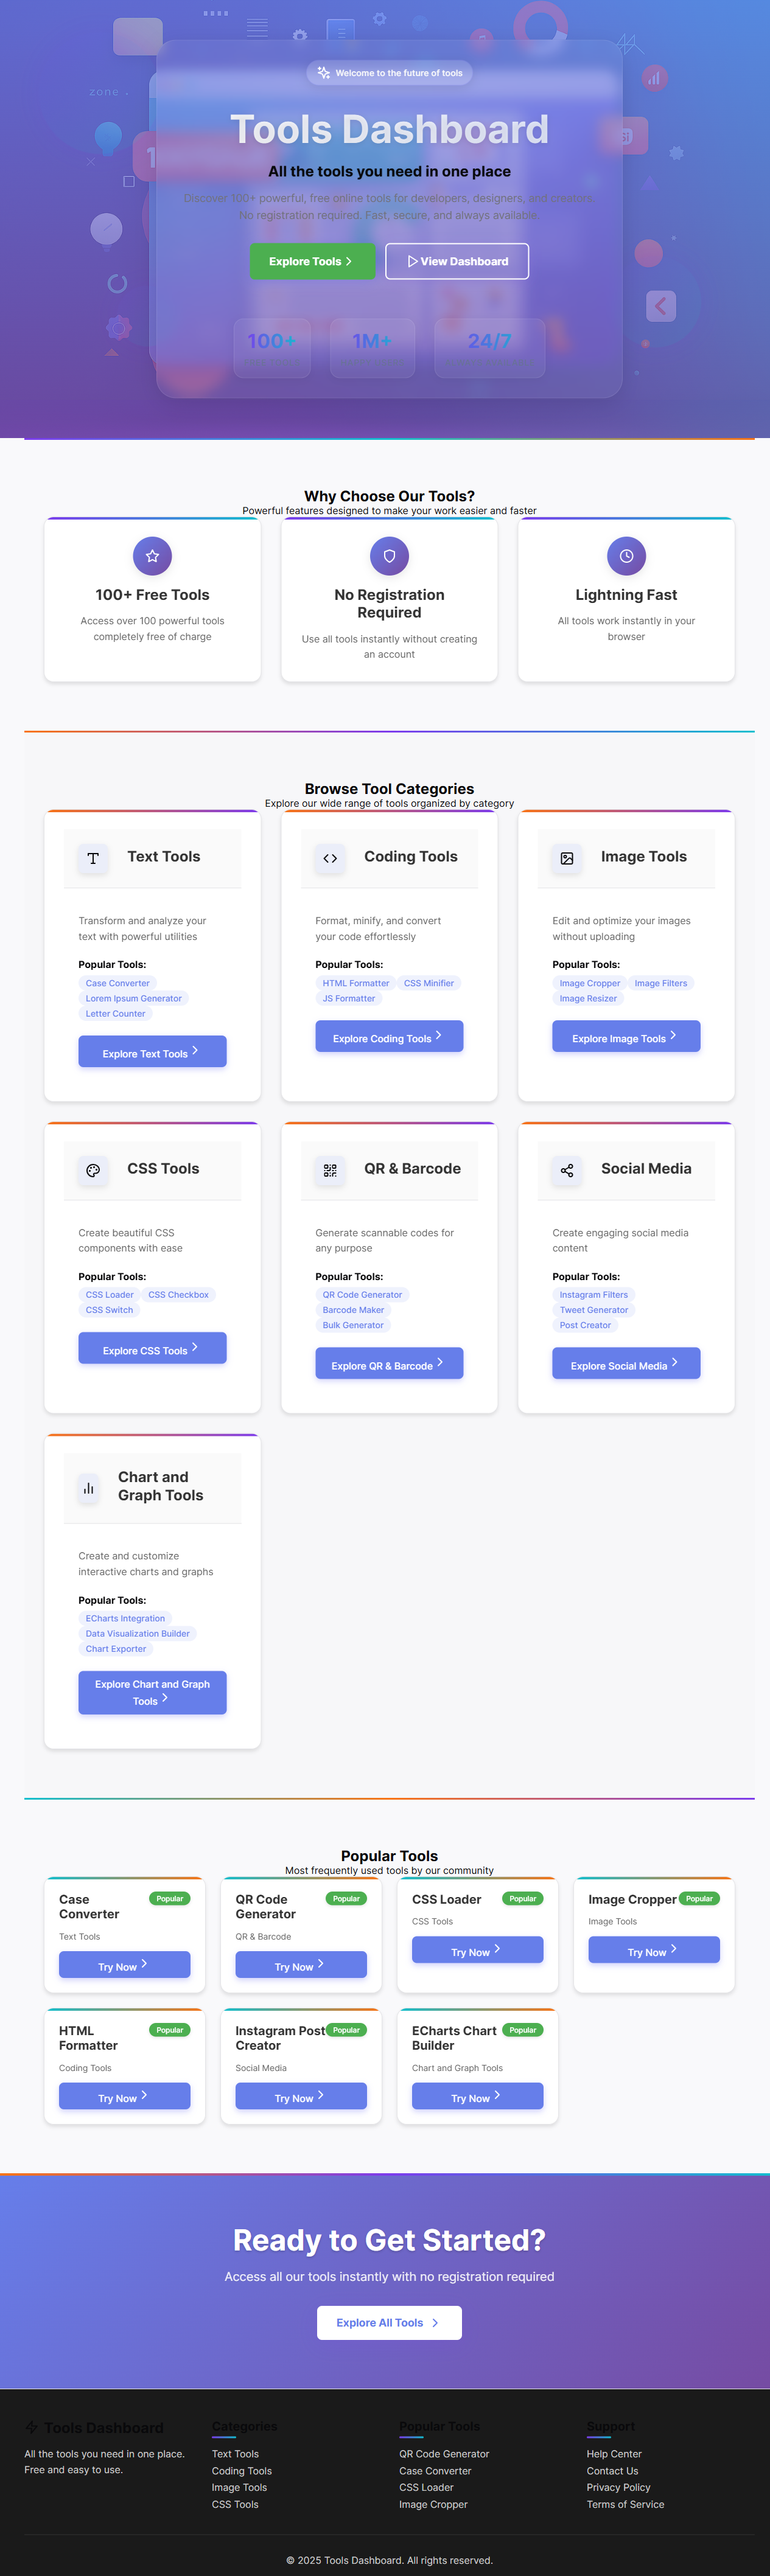 zone .
Welcome to the future of tools
Tools Dashboard
All the tools you need in one place
Discover 100+ powerful, free online tools for developers, designers, and creators.
No registration required. Fast, secure, and always available.
Explore Tools
View Dashboard
100+
1M+
24/7
Why Choose Our Tools?
Powerful features designed to make your work easier and faster
100+ Free Tools
Access over 100 powerful tools
completely free of charge
No Registration
Required
Use all tools instantly without creating
an account
Lightning Fast
All tools work instantly in your
browser
Browse Tool Categories
Explore our wide range of tools organized by category
Text Tools
Transform and analyze your
text with powerful utilities
Popular Tools:
Case Converter
Lorem Ipsum Generator
Letter Counter
Explore Text Tools
Coding Tools
Format, minify, and convert
your code effortlessly
Popular Tools:
HTML Formatter CSS Minifier
JS Formatter
Explore Coding Tools
Image Tools
Edit and optimize your images
without uploading
Popular Tools:
Image Cropper Image Filters
Image Resizer
Explore Image Tools
CSS Tools
Create beautiful CSS
components with ease
Popular Tools:
CSS Loader CSS Checkbox
CSS Switch
Explore CSS Tools
QR & Barcode
Generate scannable codes for
any purpose
Popular Tools:
QR Code Generator
Barcode Maker
Bulk Generator
Explore QR & Barcode
Social Media
Create engaging social media
content
Popular Tools:
Instagram Filters
Tweet Generator
Post Creator
Explore Social Media
Chart and
Graph Tools
Create and customize
interactive charts and graphs
Popular Tools:
ECharts Integration
Data Visualization Builder
Chart Exporter
Explore Chart and Graph
Tools
Popular Tools
Most frequently used tools by our community
Case
Converter
Popular
Text Tools
Try Now
QR Code
Generator
Popular
QR & Barcode
Try Now
CSS Loader
Popular
CSS Tools
Try Now
Image Cropper
Popular
Image Tools
Try Now
HTML
Formatter
Popular
Coding Tools
Try Now
Instagram Post
Creator
Popular
Social Media
Try Now
ECharts Chart
Builder
Popular
Chart and Graph Tools
Try Now
Ready to Get Started?
Access all our tools instantly with no registration required
Explore All Tools
Tools Dashboard
All the tools you need in one place.
Free and easy to use.
Categories
Text Tools
Coding Tools
Image Tools
CSS Tools
Popular Tools
QR Code Generator
Case Converter
CSS Loader
Image Cropper
Support
Help Center
Contact Us
Privacy Policy
Terms of Service
© 2025 Tools Dashboard. All rights reserved.